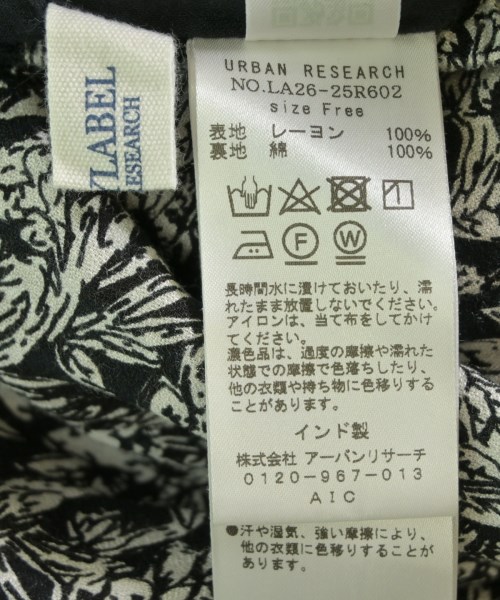 YLABEL
ESEARCH
URBAN RESEARCH
NO.LA26-25R602
size Free
表地 レーヨン 100%
裏地 綿 100%
F W
長時間水に漬けておいたり、濡
れたまま放置しないでください。
アイロンは、当て布をしてかけ
てください。
濃色品は、過度の摩擦や濡れた
状態での摩擦で色落ちしたり、
他の衣類や持ち物に色移りする
ことがあります。
インド製
株式会社 アーバンリサーチ
0120-967-013
AIC
●汗や湿気、強い摩擦により、
他の衣類に色移りすることが
あります。